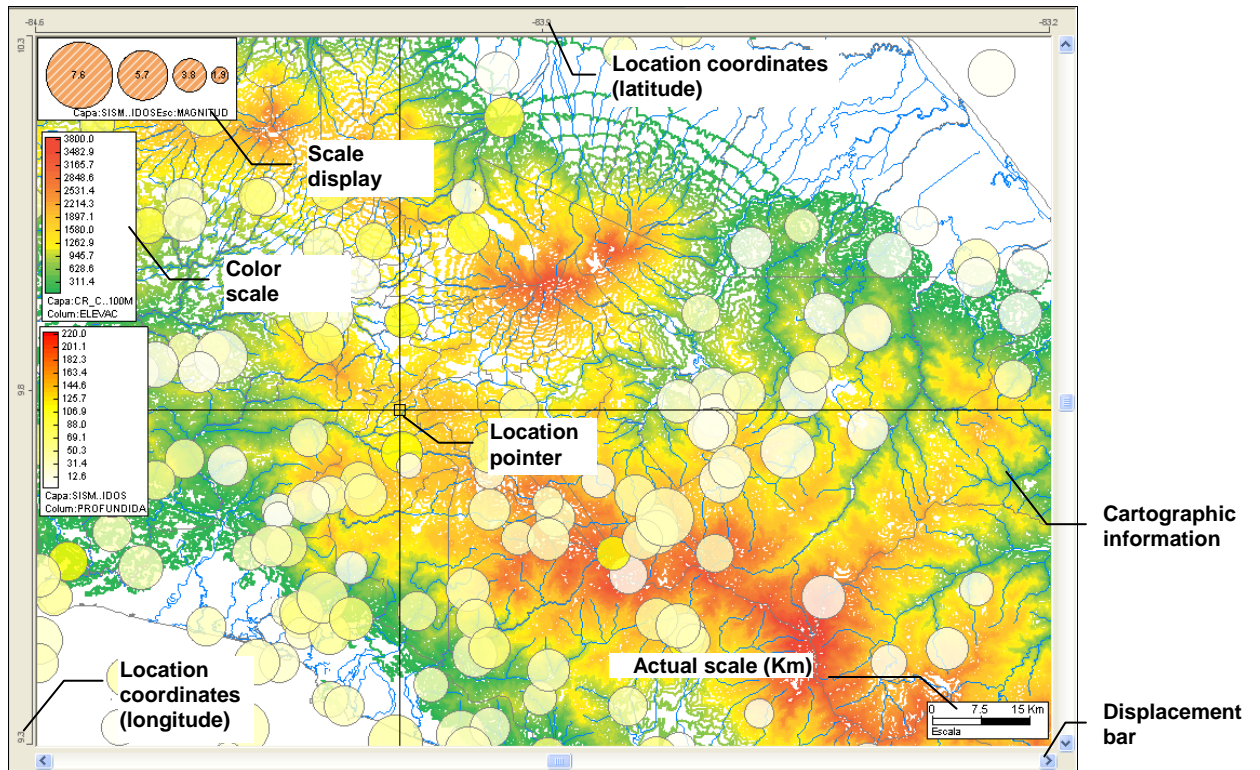 -84.6 -83.9 -83.2
10.3
7.6 5.7 3.8 1.9
Capa:SISM..IDOSEsc:MAGNITUD
Location coordinates
(latitude)
Scale
display
3800.0
3482.9
3165.7
2848.6
2531.4
2214.3
1897.1
1580.0
1262.9
945.7
628.6
311.4
Capa:CR_C..100M
Colum:ELEVAC
Color
scale
220.0
201.1
182.3
163.4
144.6
125.7
106.9
88.0
69.1
50.3
31.4
12.6
Capa:SISM..IDOS
Colum:PROFUNDIDA
9.8
Location
pointer
Cartographic
information
Location
coordinates
(longitude)
Actual scale (Km)
0 7.5 15 Km
Escala
Displacement
bar
9.3